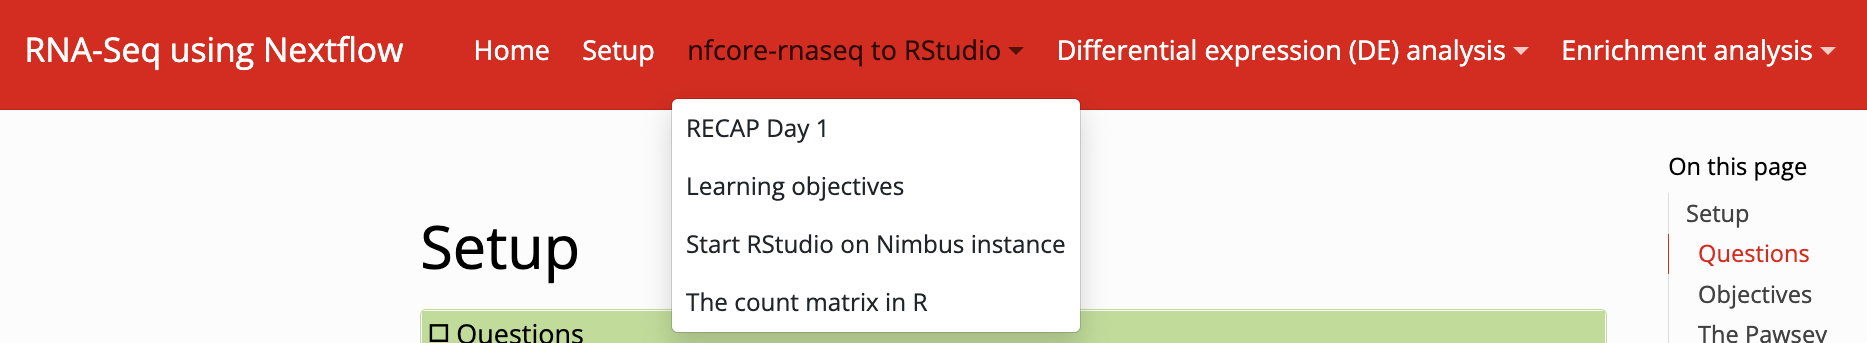 RNA-Seq using Nextflow Home Setup nfcore-rnaseq to RStudio Differential expression (DE) analysis Enrichment analysis
RECAP Day 1
Learning objectives
Start RStudio on Nimbus instance
The count matrix in R
Setup
Questions
On this page
Setup
Questions
Objectives
The Pawsey